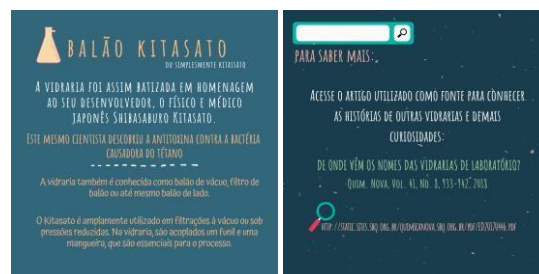 BALÃO KITASATO
OU SIMPLESMENTE KITASSATO
A VIDRARIA FOI ASSIM BATIZADA EM HOMENAGEM
AO SEU DESENVOLVEDOR, O FÍSICO E MÉDICO
JAPONÊS SHIBASABURO KITASATO.
ESTE MESMO CIENTISTA DESCOBRIU A ANTITOXINA CONTRA A BACTÉRIA
CAUSADORA DO TÉTANO
A vidraria também é conhecida como balão de vácuo, filtro de
balão ou até mesmo balão de lado.
O Kitasato é amplamente utilizado em filtrações à vácuo ou sob
pressões reduzidas. Na vidraria, são acoplados um funil e uma
mangueira, que são essenciais para o processo.
PARA SABER MAIS:
ACESSE O ARTIGO UTILIZADO COMO FONTE PARA CONHECER
AS HISTÓRIAS DE OUTRAS VIDRARIAS E DEMAIS
CURIOSIDADES:
DE ONDE VÊM OS NOMES DAS VIDRARIAS DE LABORATÓRIO?
QUIM. NOVA, VOL. 41, NO. 8, 933-942, 2018
HTTP://STATIC.SITES.SBQ.ORG.BR/QUIMICANOVA.SBQ.ORG.BR/PDF/ED20170446.PDF